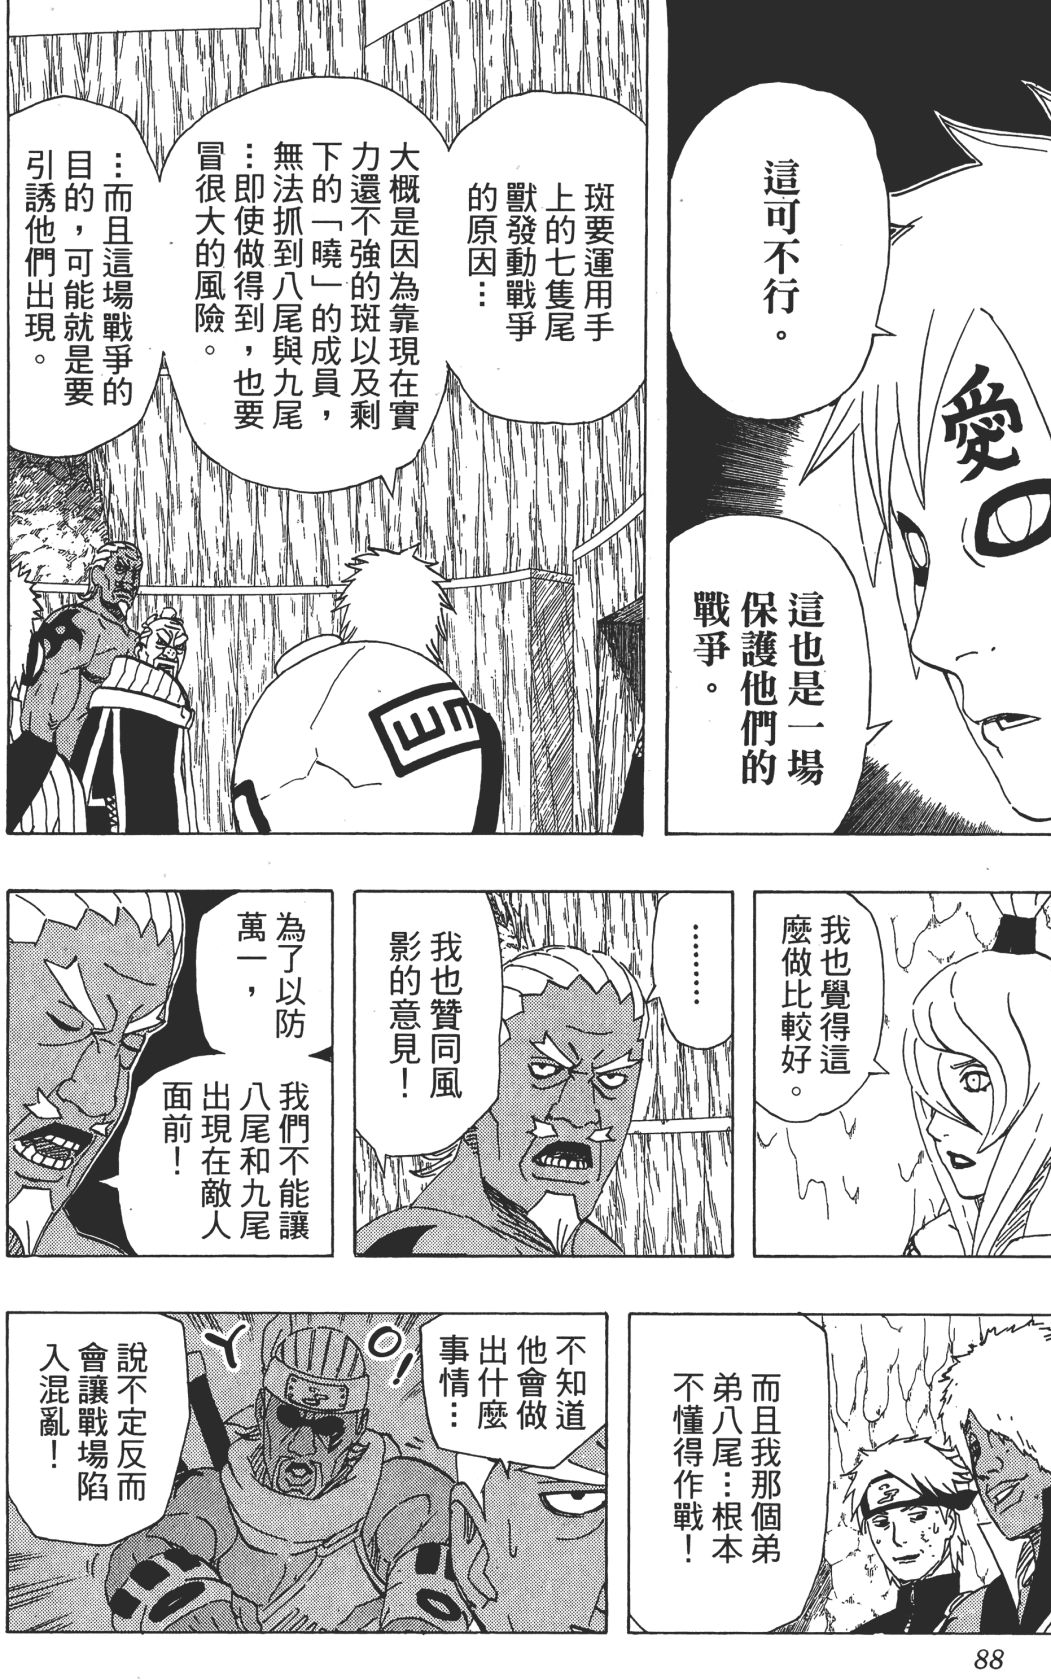 這可不行。
愛
這也是一場
保護他們的
戰爭。
斑要運用手
上的七隻尾
獸發動戰爭
的原因…
大概是因為靠現在實
力還不強的斑以及剩
下的「曉」的成員，
無法抓到八尾與九尾
…即使做得到，也要
冒很大的風險。
…而且這場戰爭的
目的，可能就是要
引誘他們出現。
我也覺得這
麼做比較好。
………
我也贊同風
影的意見！
為了以防
萬一，
我們不能讓
八尾和九尾
出現在敵人
面前！
而且我那個弟
弟八尾…根本
不懂得作戰！
不知道
他會做
出什麼
事情…
YO!
說不定反而
會讓戰場陷
入混亂！
88